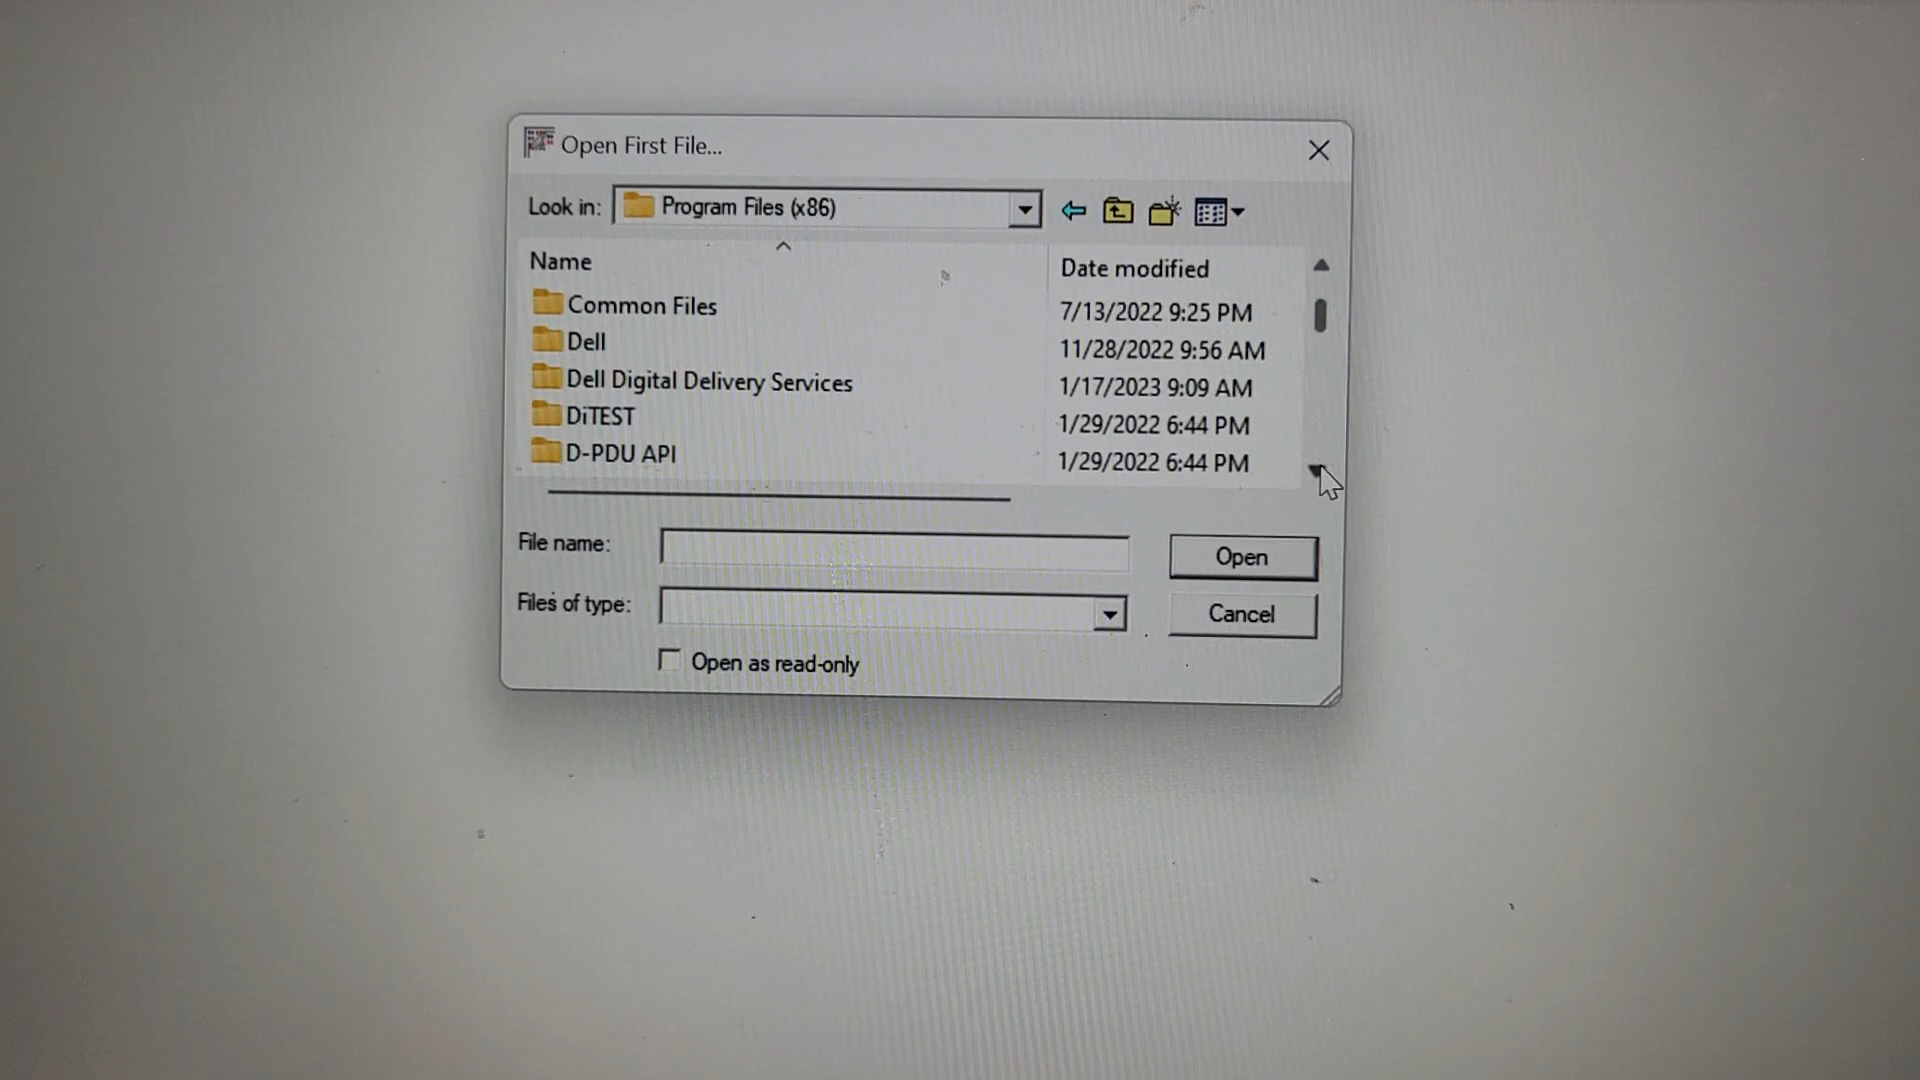 Open First File...
Look in: Program Files (x86)
Name Date modified
Common Files 7/13/2022 9:25 PM
Dell 11/28/2022 9:56 AM
Dell Digital Delivery Services 1/17/2023 9:09 AM
DiTEST 1/29/2022 6:44 PM
D-PDU API 1/29/2022 6:44 PM
File name: Open
Files of type: Cancel
Open as read-only